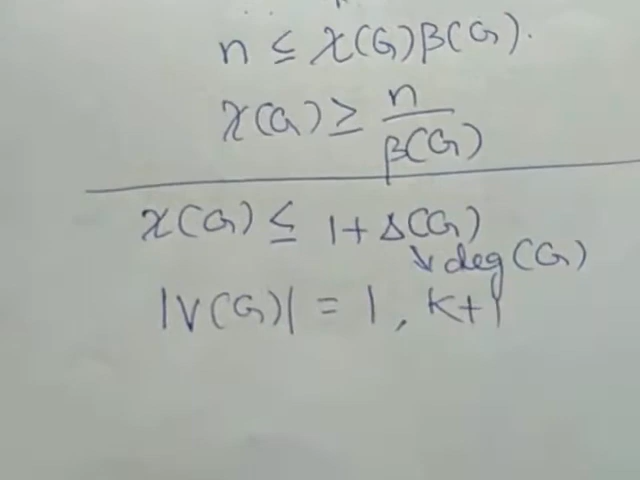 n ≤ χ(G)β(G).
χ(G) ≥ n/β(G)
χ(G) ≤ 1 + Δ(G)
↓ deg(G)
|V(G)| = 1, K+1